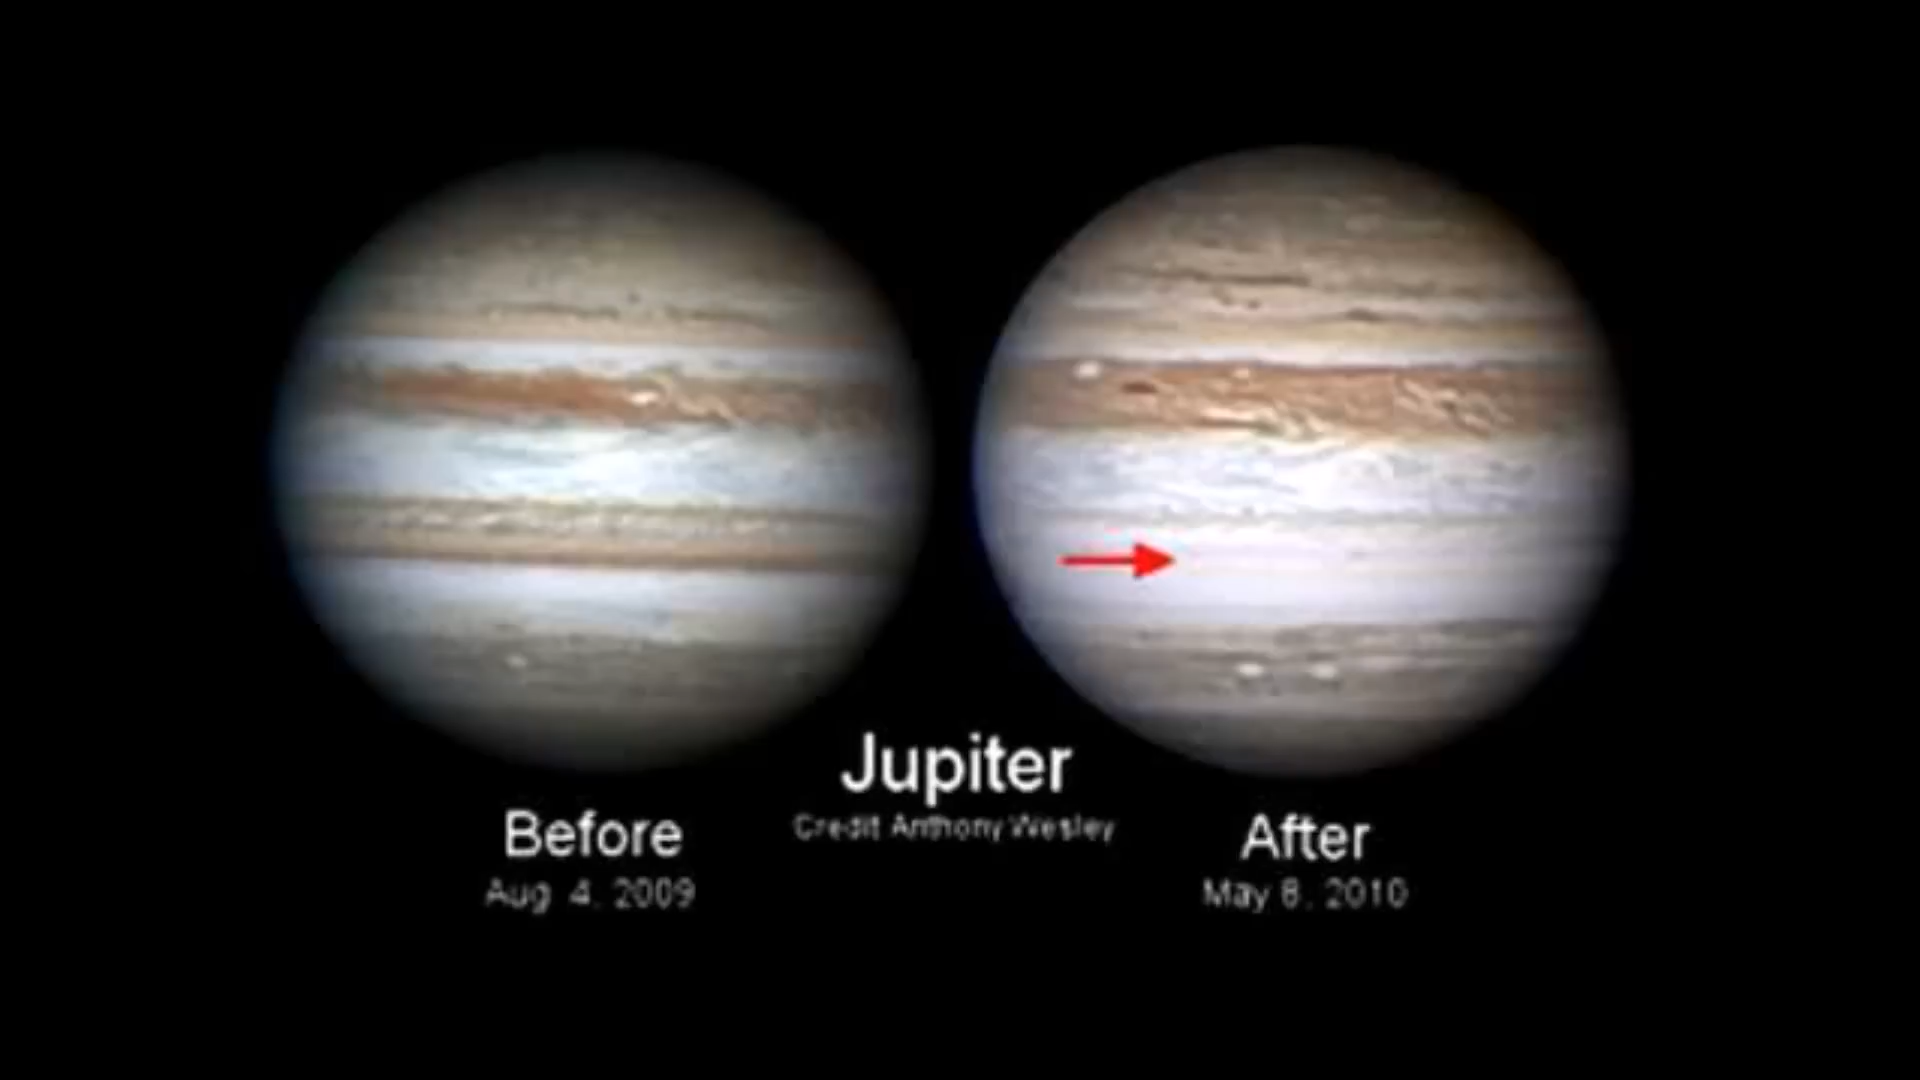 Jupiter
Credit Anthony Wesley
Before
Aug. 4, 2009
After
May 8, 2010